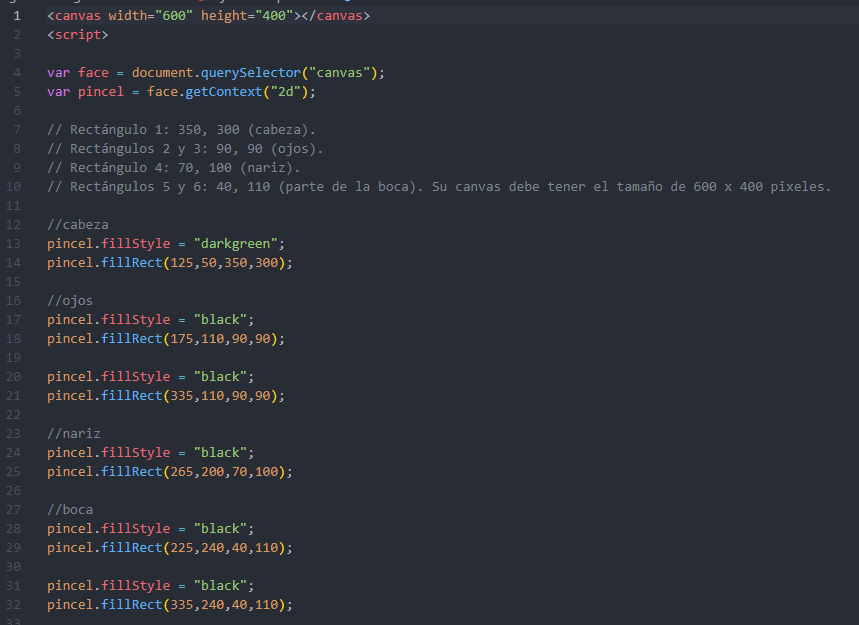 1 <canvas width="600" height="400"></canvas>
2 <script>
3
4 var face = document.querySelector("canvas");
5 var pincel = face.getContext("2d");
6
7 // Rectángulo 1: 350, 300 (cabeza).
8 // Rectángulos 2 y 3: 90, 90 (ojos).
9 // Rectángulo 4: 70, 100 (nariz).
10 // Rectángulos 5 y 6: 40, 110 (parte de la boca). Su canvas debe tener el tamaño de 600 x 400 pixeles.
11
12 //cabeza
13 pincel.fillStyle = "darkgreen";
14 pincel.fillRect(125,50,350,300);
15
16 //ojos
17 pincel.fillStyle = "black";
18 pincel.fillRect(175,110,90,90);
19
20 pincel.fillStyle = "black";
21 pincel.fillRect(335,110,90,90);
22
23 //nariz
24 pincel.fillStyle = "black";
25 pincel.fillRect(265,200,70,100);
26
27 //boca
28 pincel.fillStyle = "black";
29 pincel.fillRect(225,240,40,110);
30
31 pincel.fillStyle = "black";
32 pincel.fillRect(335,240,40,110);
33